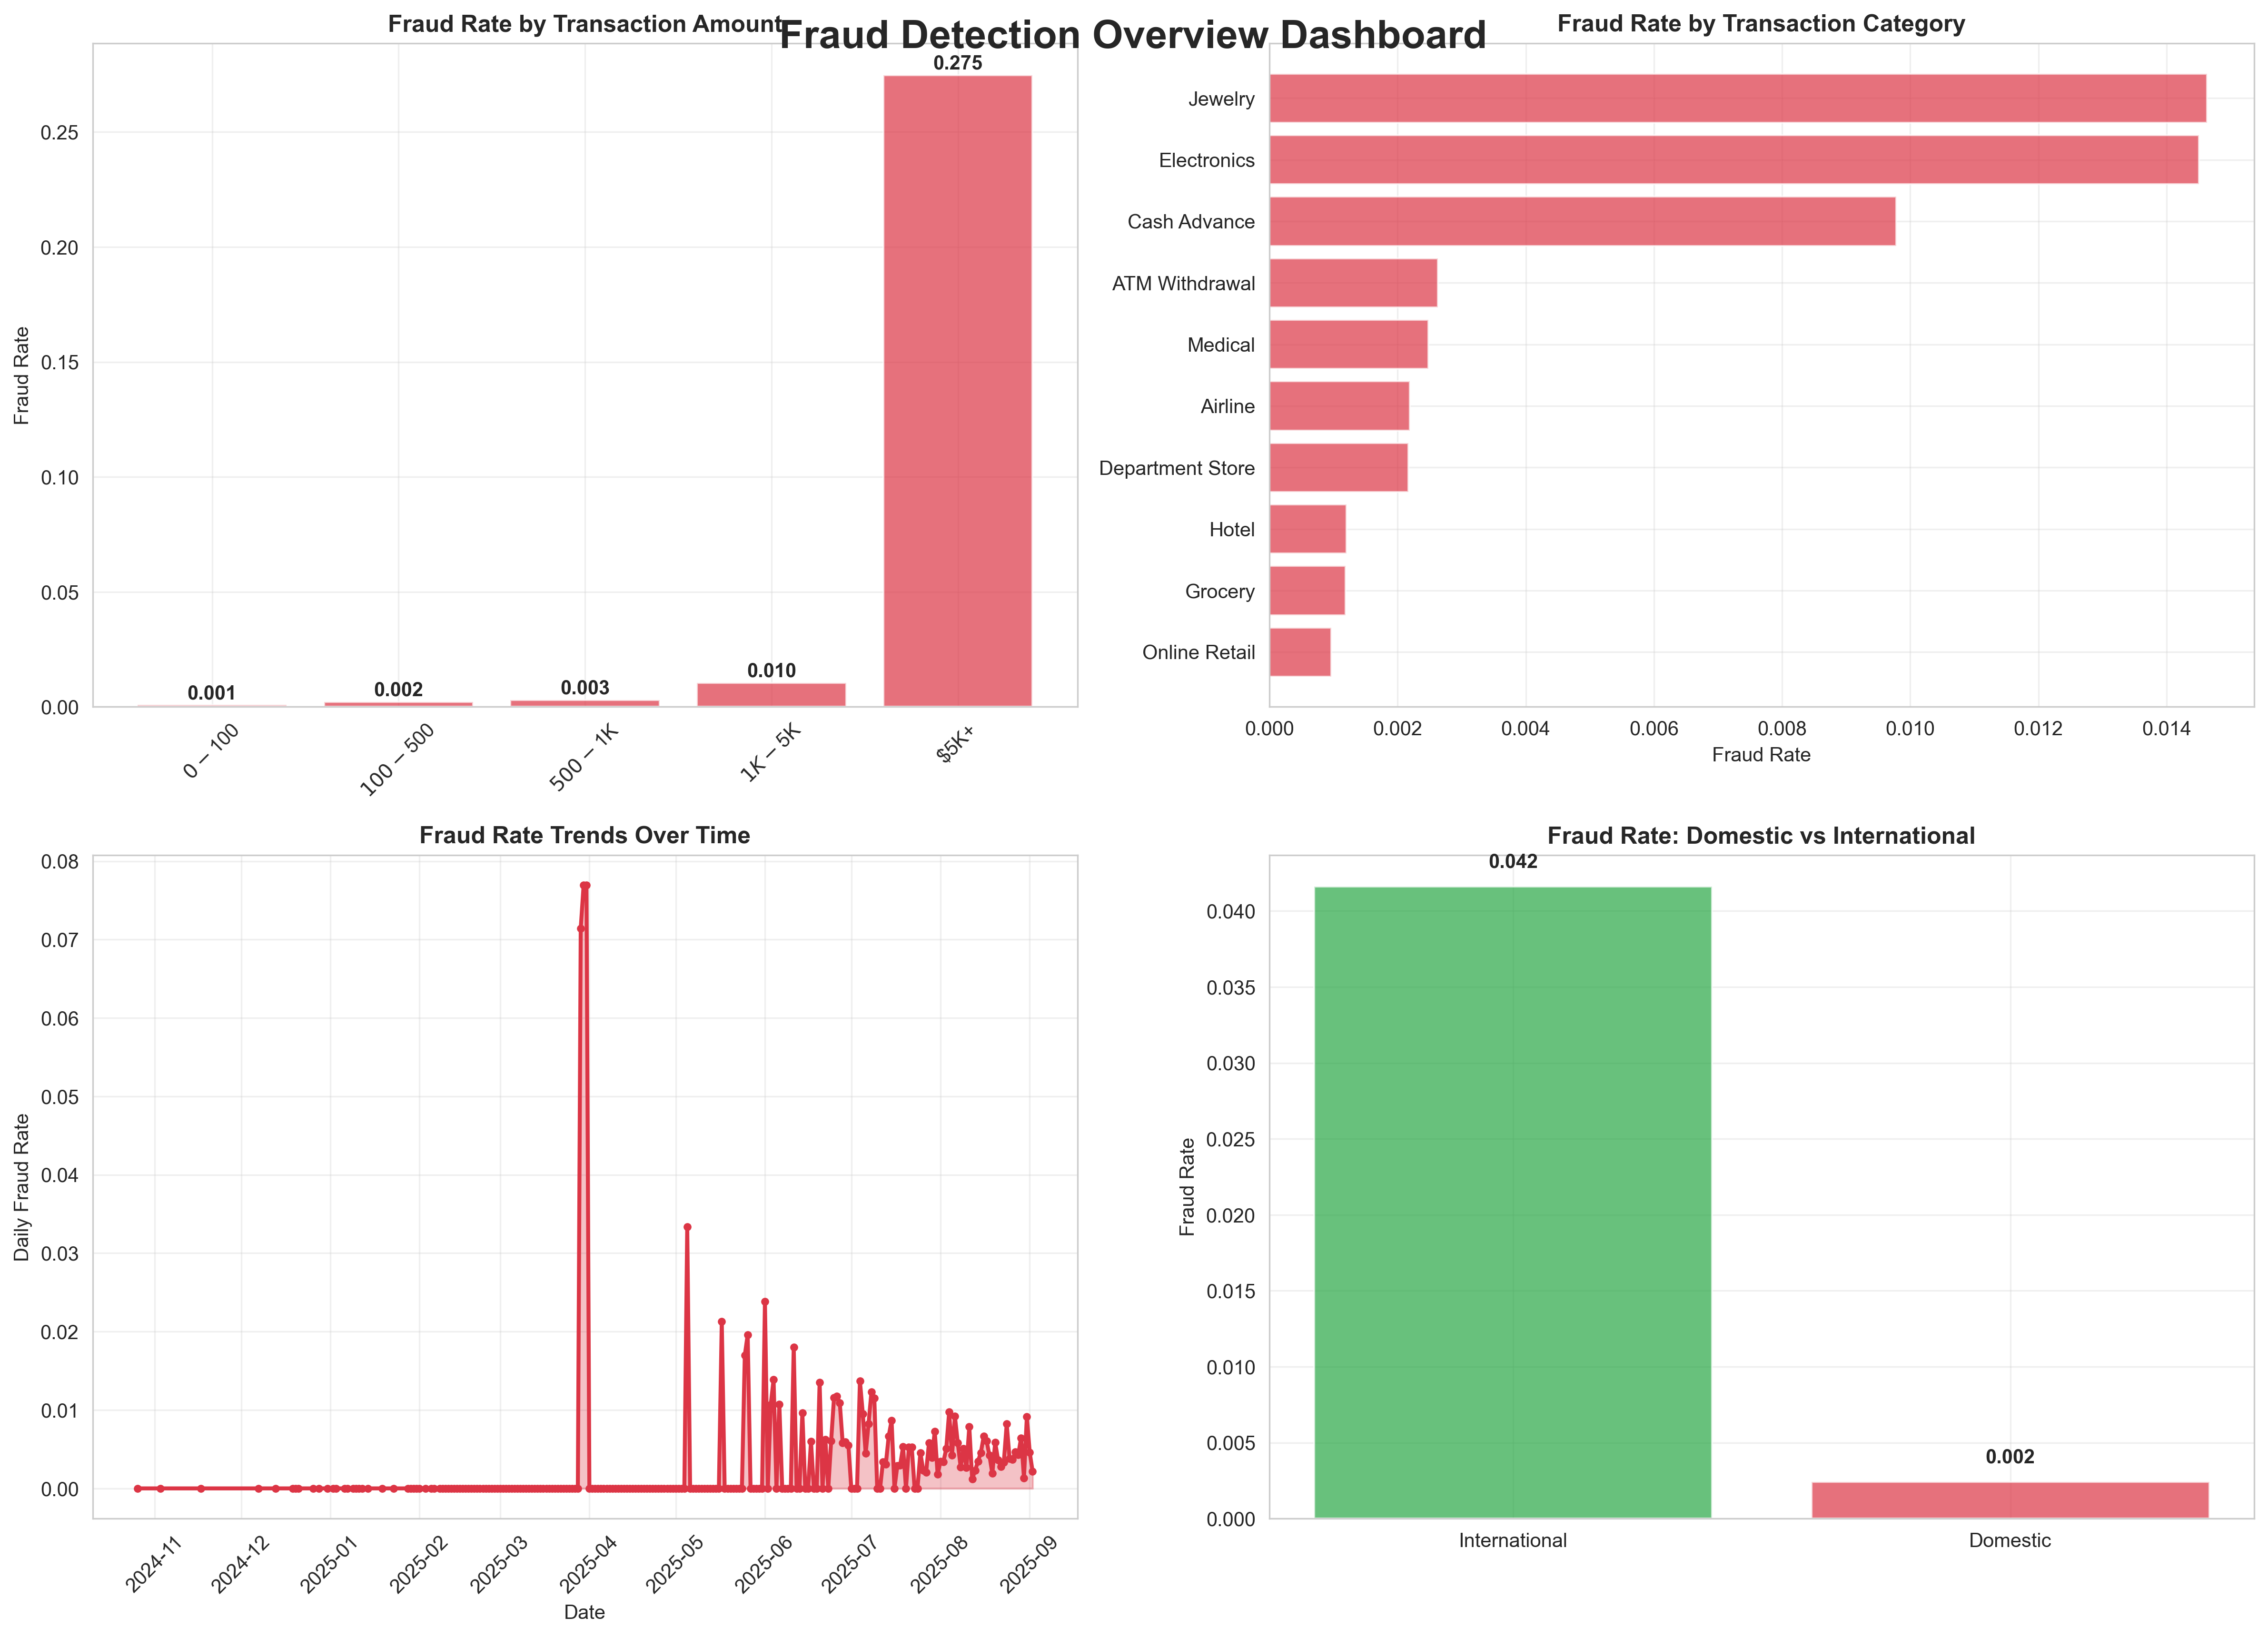 Fraud Detection Overview Dashboard
Fraud Rate by Transaction Amount
0.25
0.20
0.15
0.10
0.05
0.00
Fraud Rate
0.001
0.002
0.003
0.010
0.275
0 − 100
100 − 500
500 − 1K
1K − 5K
$5K+
Fraud Rate by Transaction Category
Jewelry
Electronics
Cash Advance
ATM Withdrawal
Medical
Airline
Department Store
Hotel
Grocery
Online Retail
0.000 0.002 0.004 0.006 0.008 0.010 0.012 0.014
Fraud Rate
Fraud Rate Trends Over Time
0.08
0.07
0.06
0.05
0.04
0.03
0.02
0.01
0.00
Daily Fraud Rate
2024-11
2024-12
2025-01
2025-02
2025-03
2025-04
2025-05
2025-06
2025-07
2025-08
2025-09
Date
Fraud Rate: Domestic vs International
0.040
0.035
0.030
0.025
0.020
0.015
0.010
0.005
0.000
Fraud Rate
0.042
0.002
International
Domestic